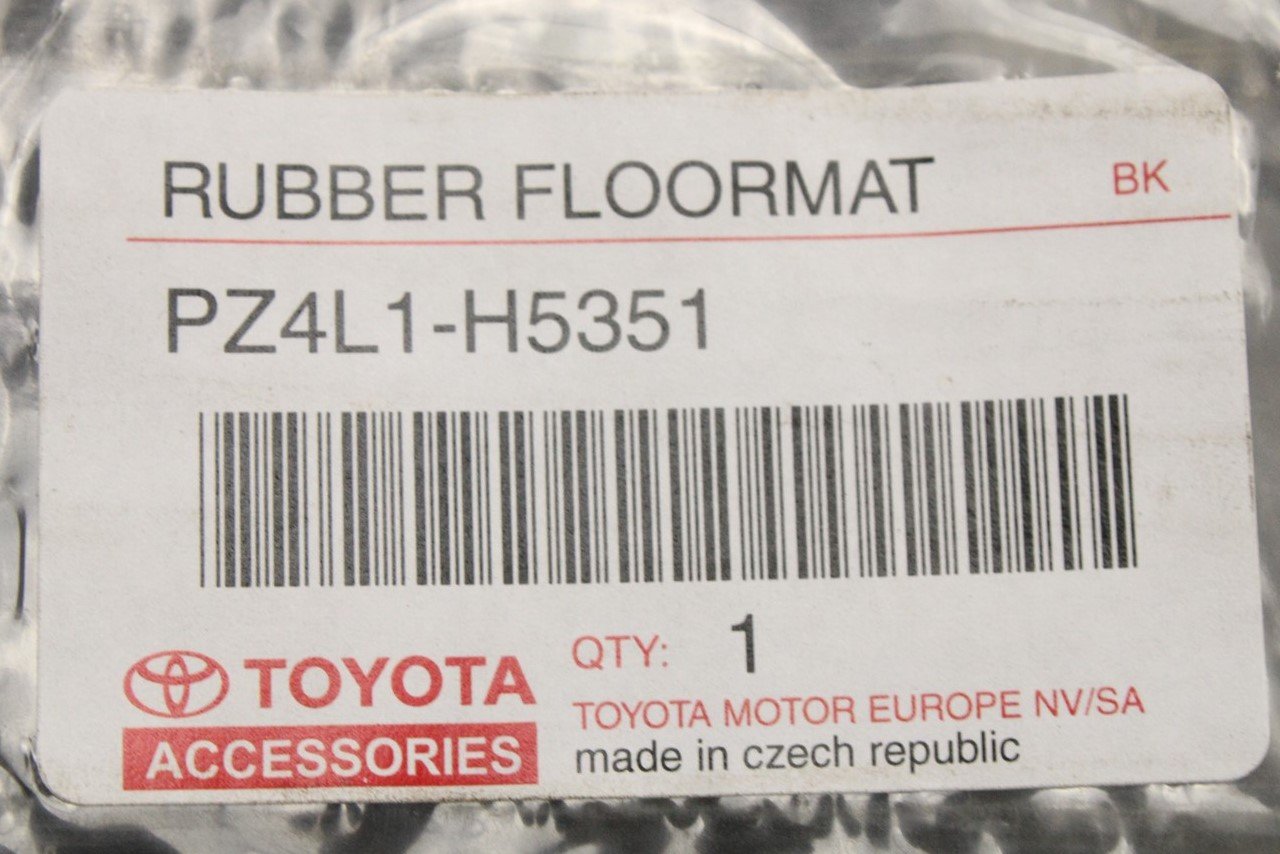 RUBBER FLOORMAT BK
PZ4L1-H5351
QTY: 1
TOYOTA
ACCESSORIES
TOYOTA MOTOR EUROPE NV/SA
made in czech republic